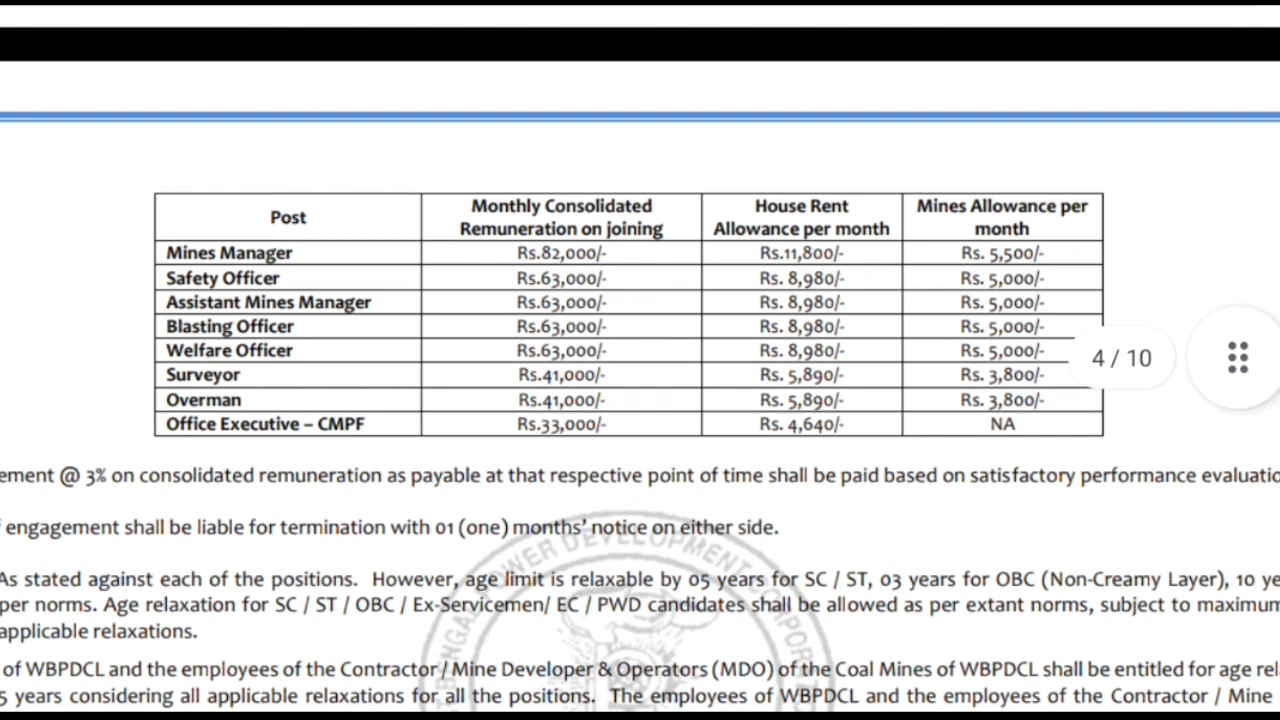 Post
Monthly Consolidated Remuneration on joining
House Rent Allowance per month
Mines Allowance per month
Mines Manager Rs.82,000/- Rs.11,800/- Rs. 5,500/-
Safety Officer Rs.63,000/- Rs. 8,980/- Rs. 5,000/-
Assistant Mines Manager Rs.63,000/- Rs. 8,980/- Rs. 5,000/-
Blasting Officer Rs.63,000/- Rs. 8,980/- Rs. 5,000/-
Welfare Officer Rs.63,000/- Rs. 8,980/- Rs. 5,000/-
4 / 10
Surveyor Rs.41,000/- Rs. 5,890/- Rs. 3,800/-
Overman Rs.41,000/- Rs. 5,890/- Rs. 3,800/-
Office Executive – CMPF Rs.33,000/- Rs. 4,640/- NA
ement @ 3% on consolidated remuneration as payable at that respective point of time shall be paid based on satisfactory performance evaluatio
engagement shall be liable for termination with 01 (one) months' notice on either side.
As stated against each of the positions. However, age limit is relaxable by 05 years for SC / ST, 03 years for OBC (Non-Creamy Layer), 10 ye
per norms. Age relaxation for SC / ST / OBC / Ex-Servicemen/ EC / PWD candidates shall be allowed as per extant norms, subject to maximum
applicable relaxations.
of WBPDCL and the employees of the Contractor / Mine Developer & Operators (MDO) of the Coal Mines of WBPDCL shall be entitled for age rel
5 years considering all applicable relaxations for all the positions. The employees of WBPDCL and the employees of the Contractor / Mine
BENGAL POWER DEVELOPMENT CORPOR